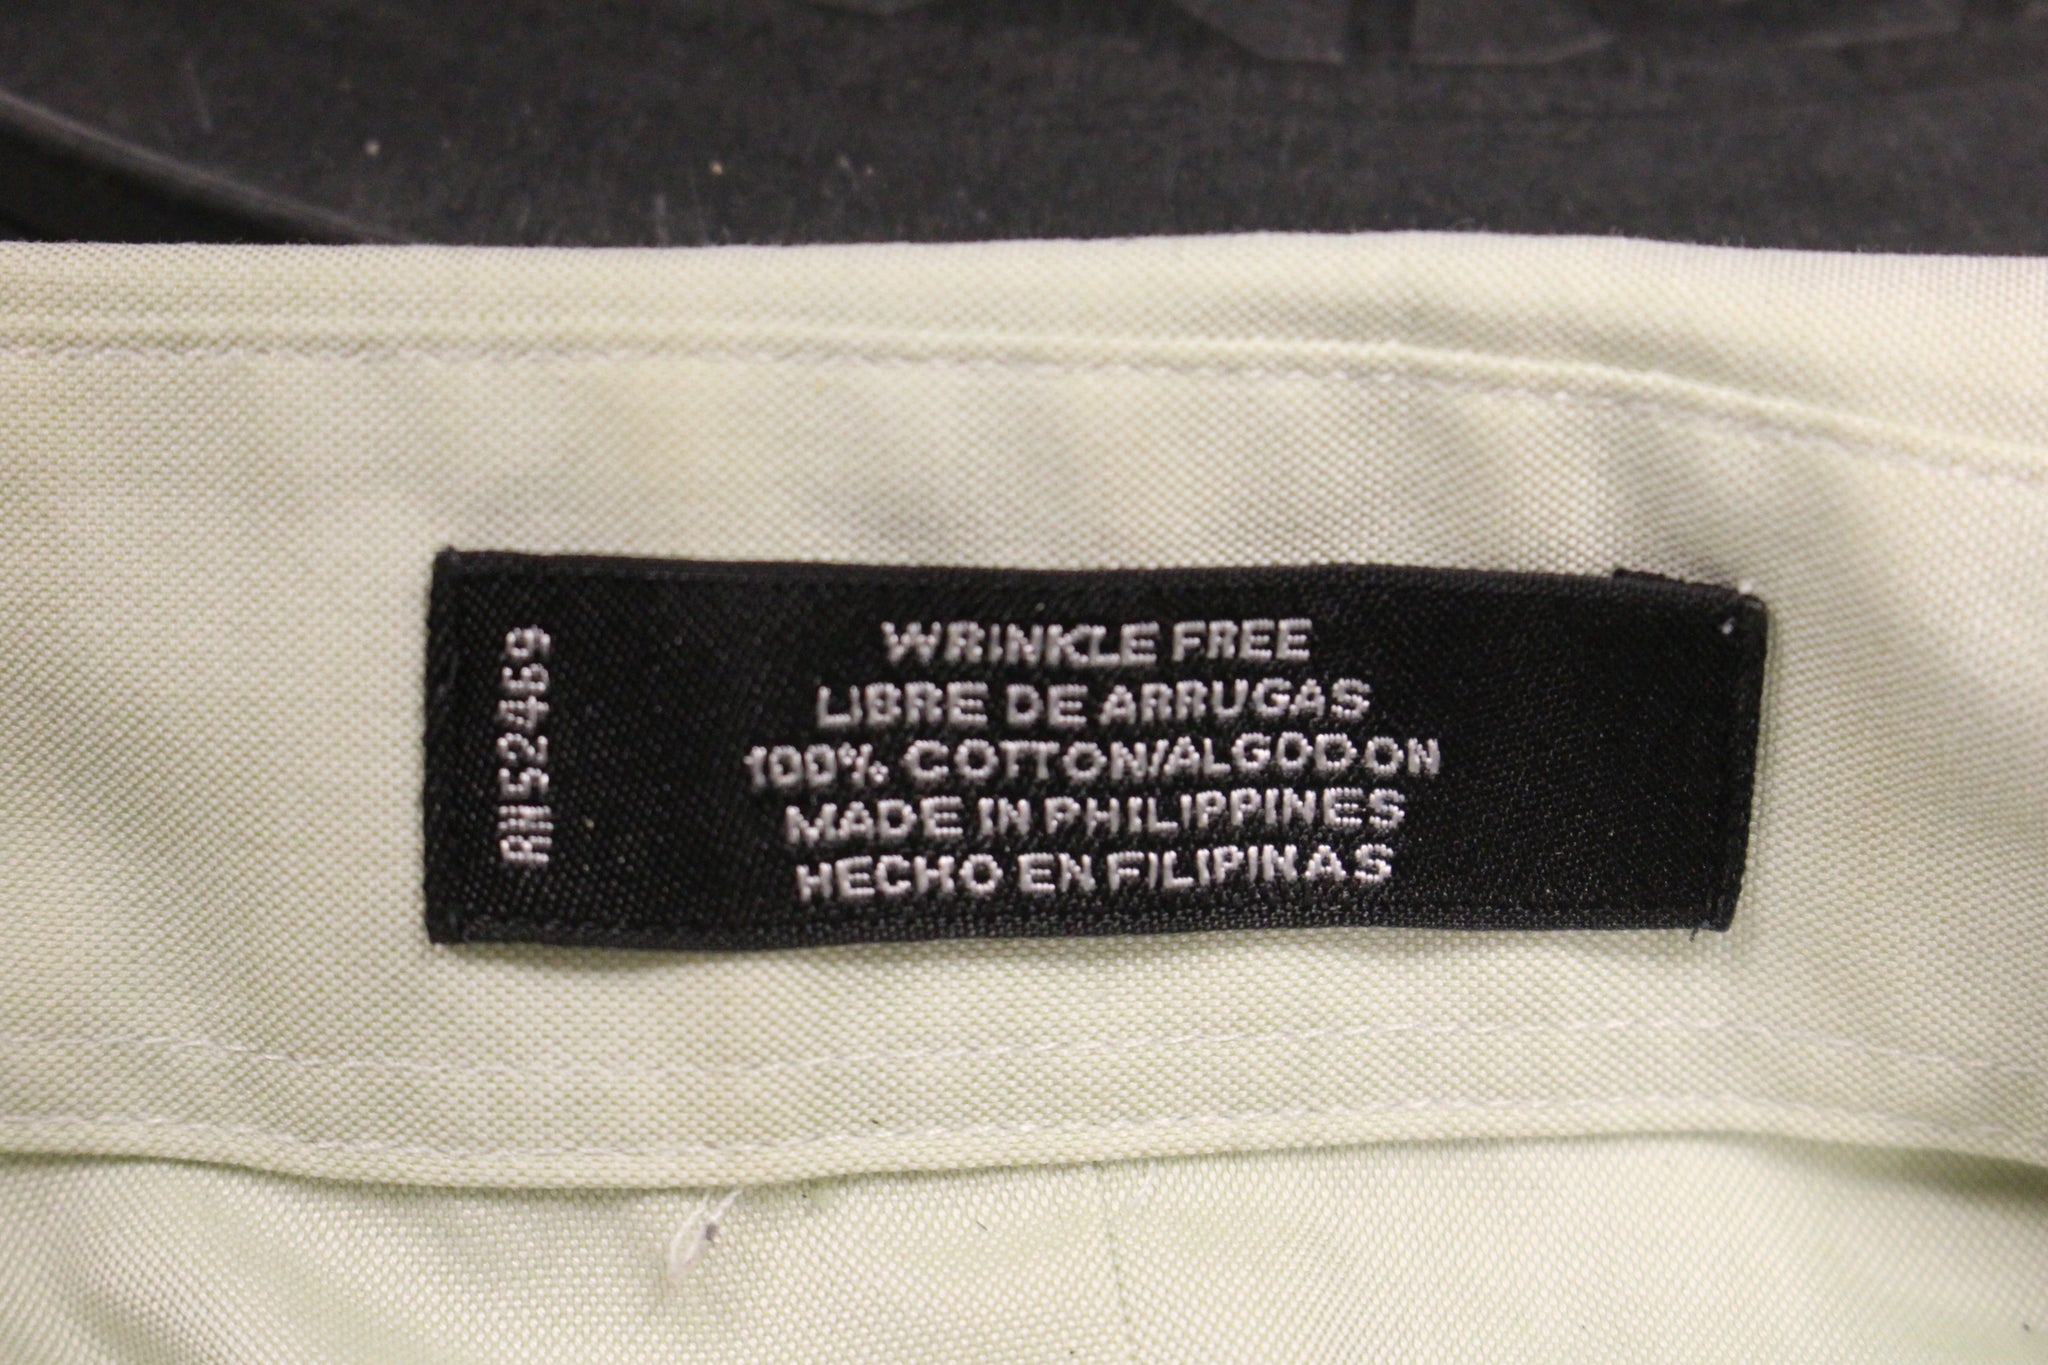 WRINKLE FREE
LIBRE DE ARRUGAS
100% COTTON/ALGODON
MADE IN PHILIPPINES
HECHO EN FILIPINAS
RN52469